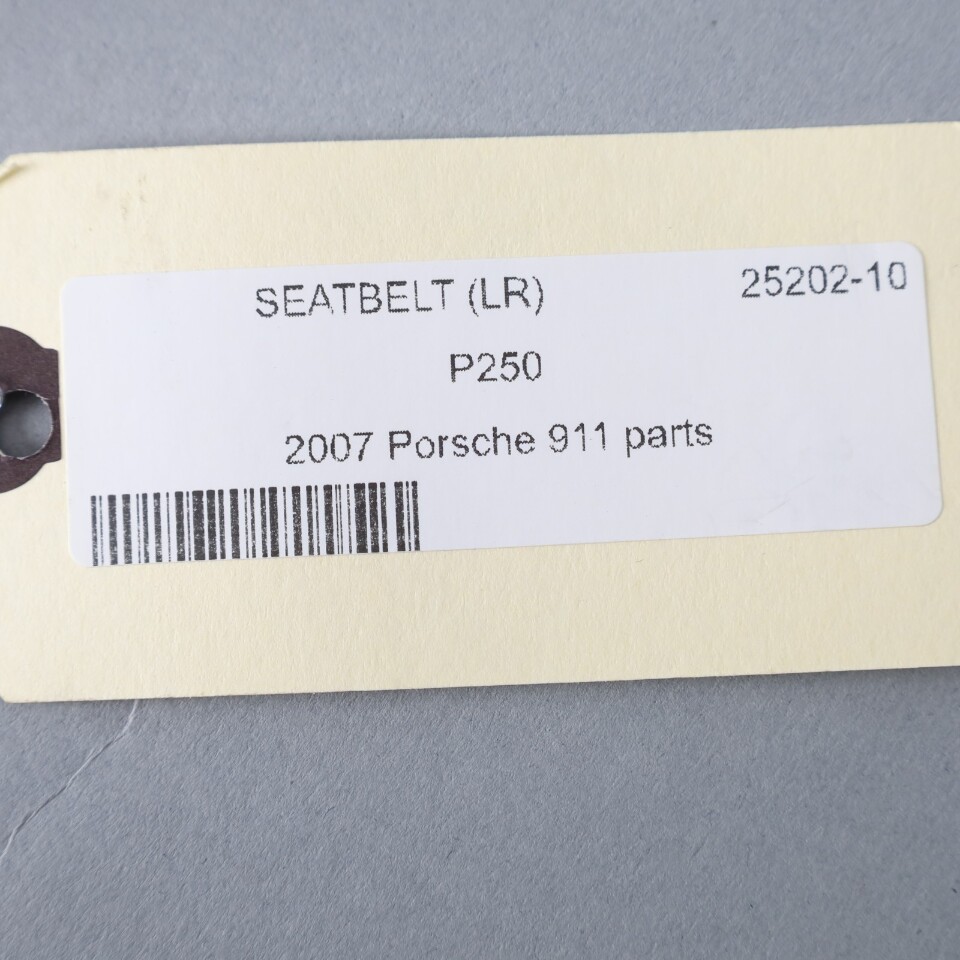 SEATBELT (LR) 25202-10
P250
2007 Porsche 911 parts